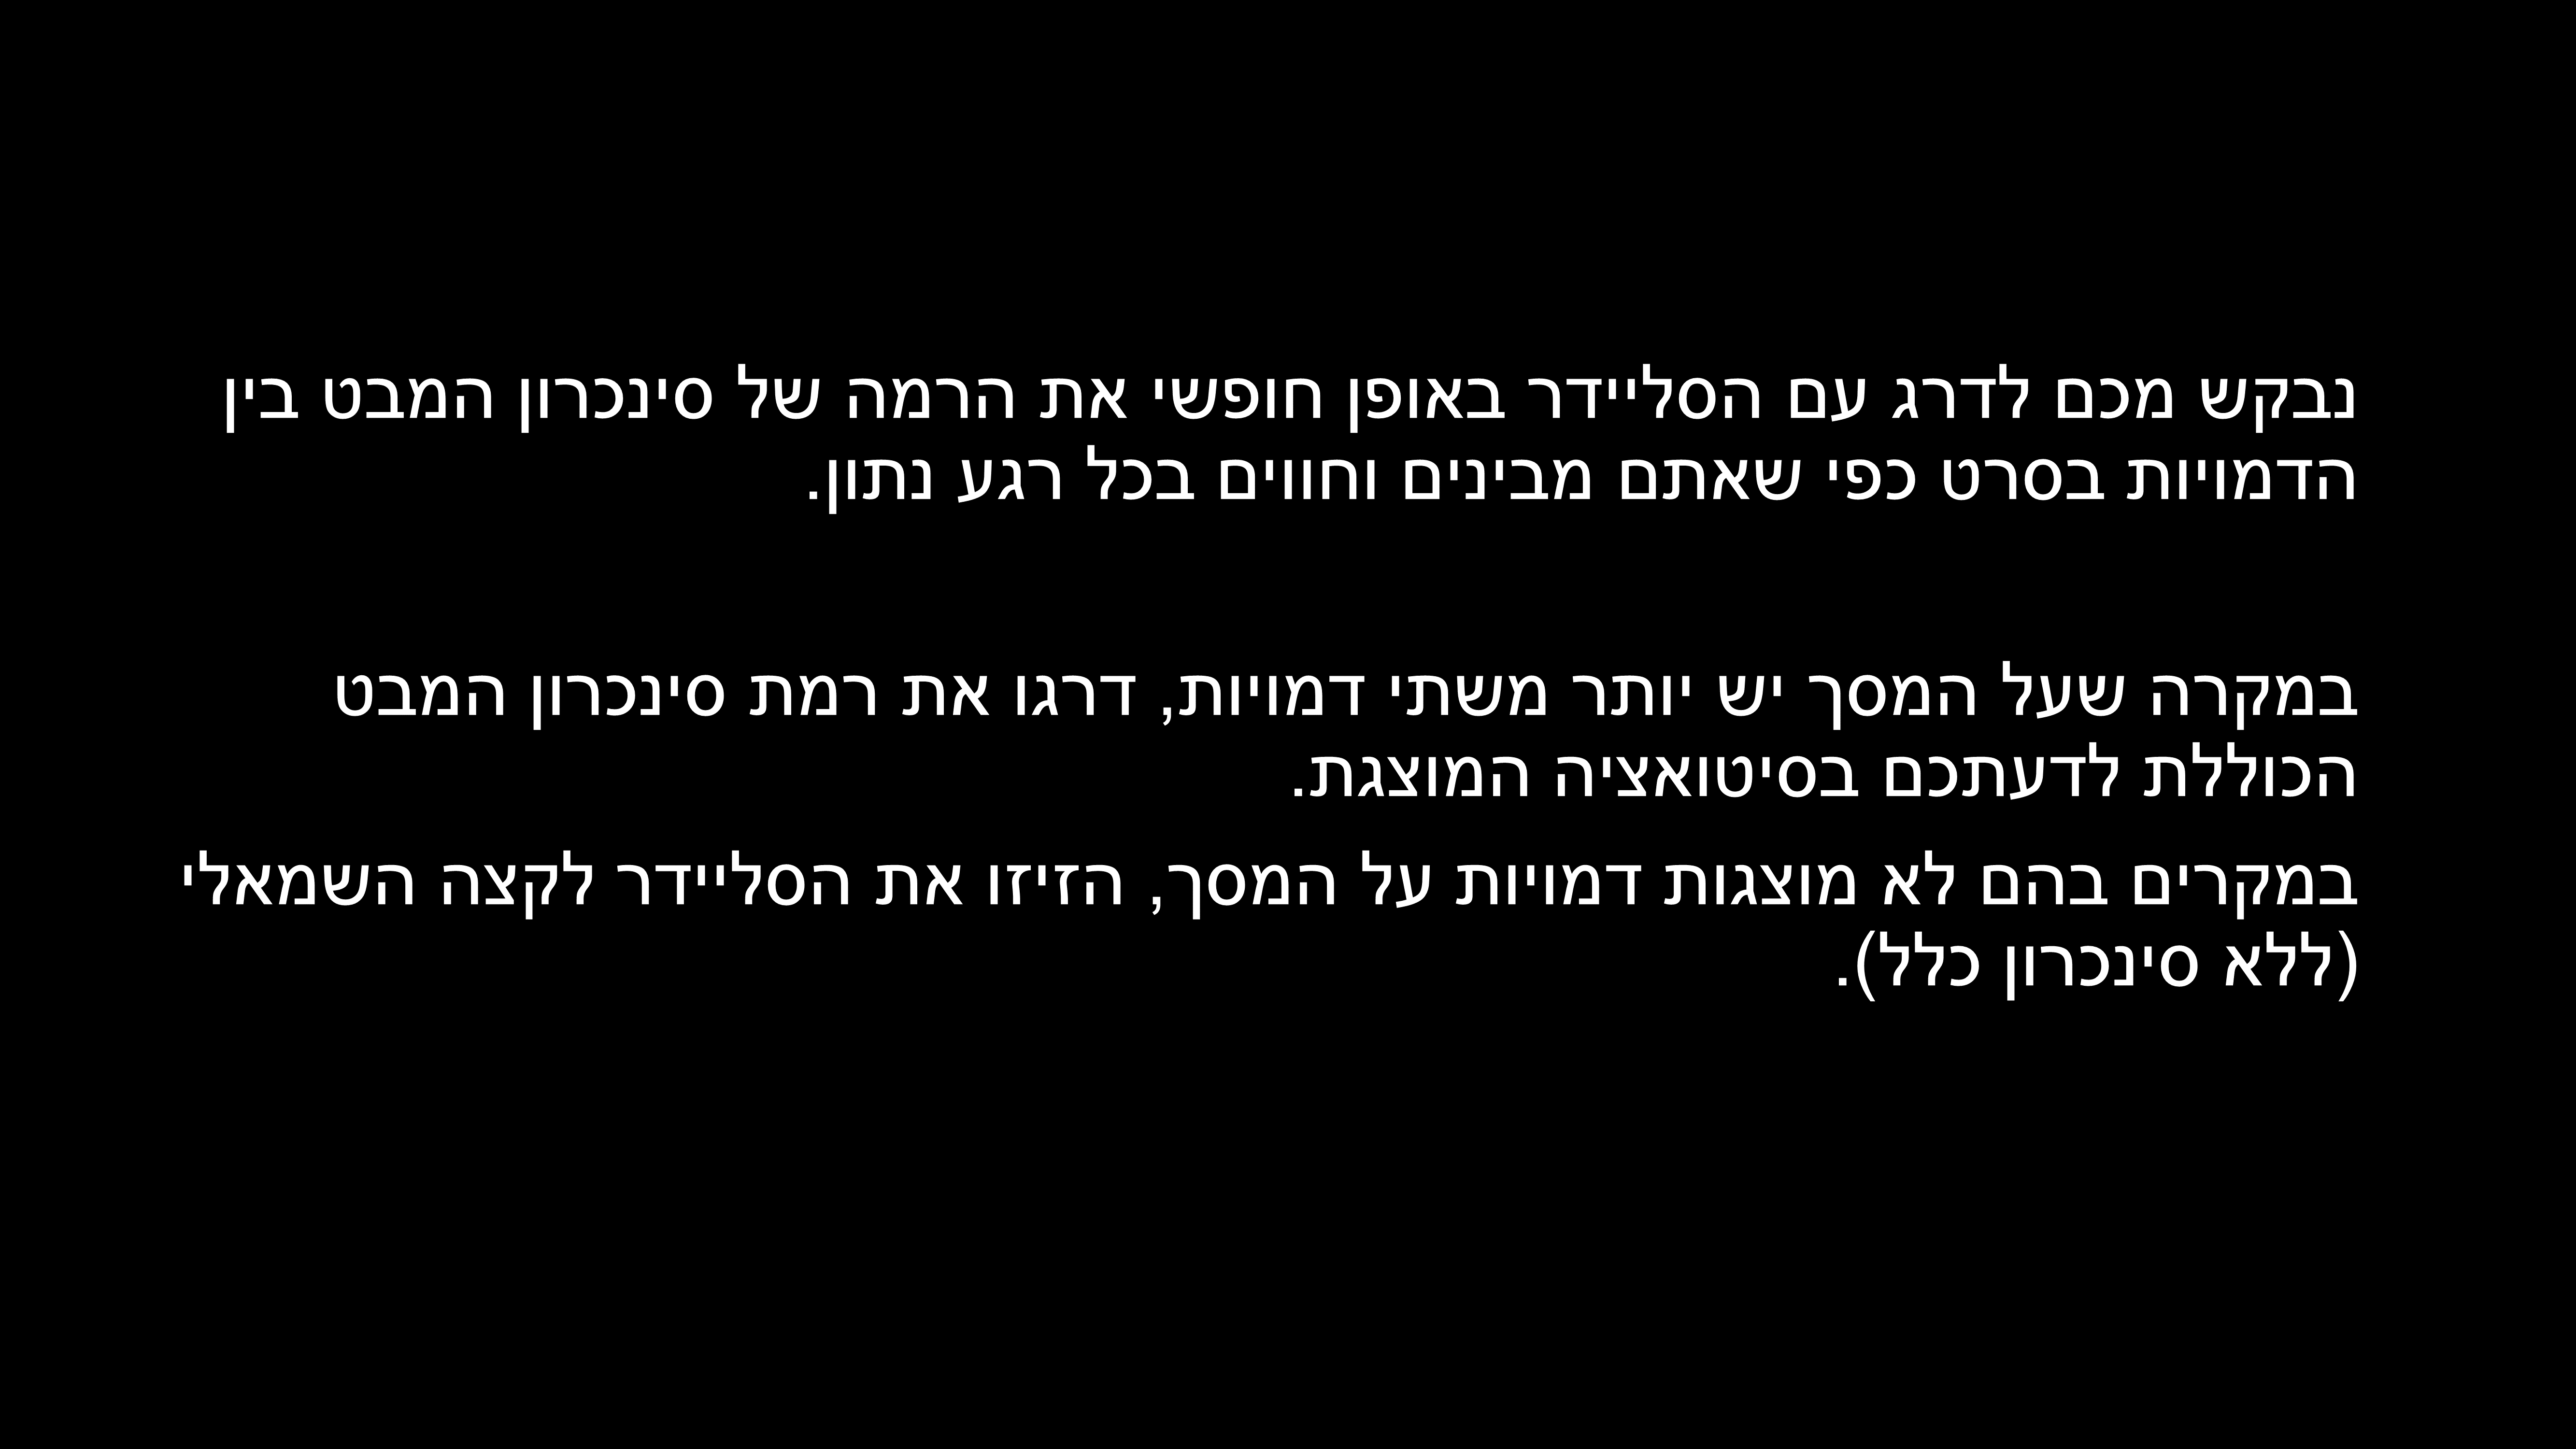 נבקש מכם לדרג עם הסליידר באופן חופשי את הרמה של סינכרון המבט בין
הדמויות בסרט כפי שאתם מבינים וחווים בכל רגע נתון.
במקרה שעל המסך יש יותר משתי דמויות, דרגו את רמת סינכרון המבט
הכוללת לדעתכם בסיטואציה המוצגת.
במקרים בהם לא מוצגות דמויות על המסך, הזיזו את הסליידר לקצה השמאלי
(ללא סינכרון כלל).